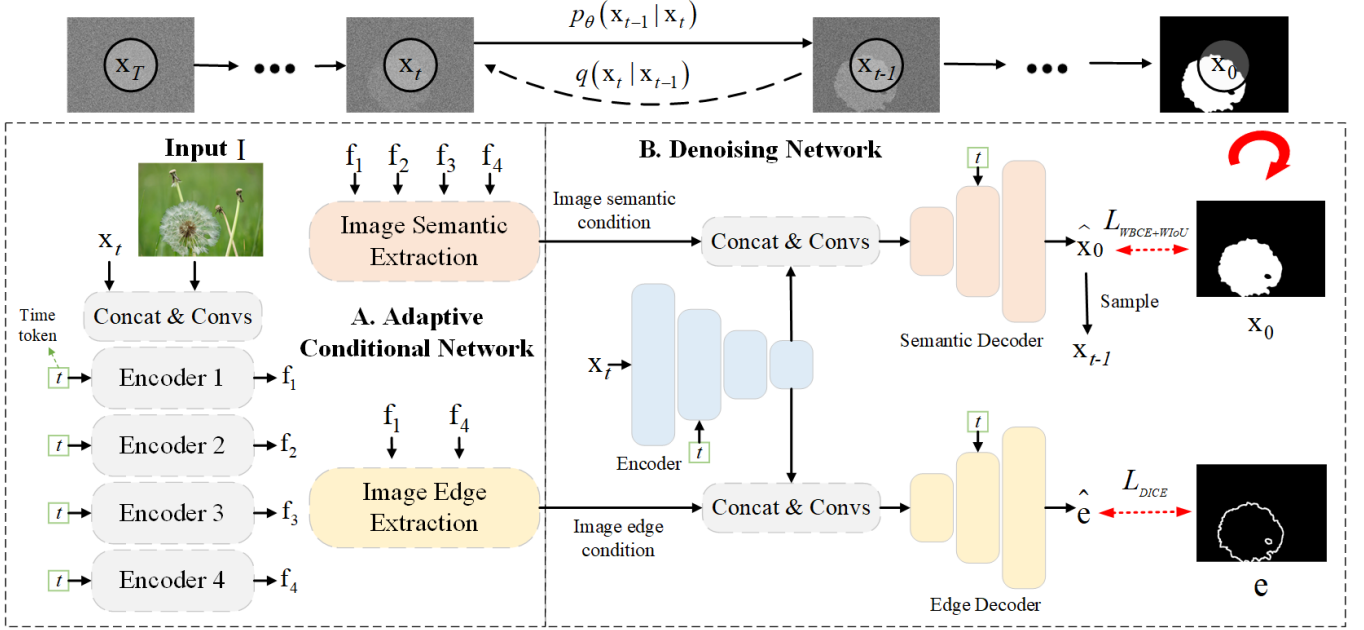 x_T
x_t
p_θ(x_{t-1} | x_t)
q(x_t | x_{t-1})
x_{t-1}
x_0
Input I
x_t
Concat & Convs
Time
token
t
Encoder 1
f_1
t
Encoder 2
f_2
t
Encoder 3
f_3
t
Encoder 4
f_4
f_1 f_2 f_3 f_4
Image Semantic
Extraction
A. Adaptive
Conditional Network
f_1 f_4
Image Edge
Extraction
B. Denoising Network
Image semantic
condition
Concat & Convs
t
Semantic Decoder
x̂_0
L_{WBCE+WIoU}
Sample
x_{t-1}
x_0
x_t
Encoder
t
Image edge
condition
Concat & Convs
t
Edge Decoder
ê
L_{DICE}
e